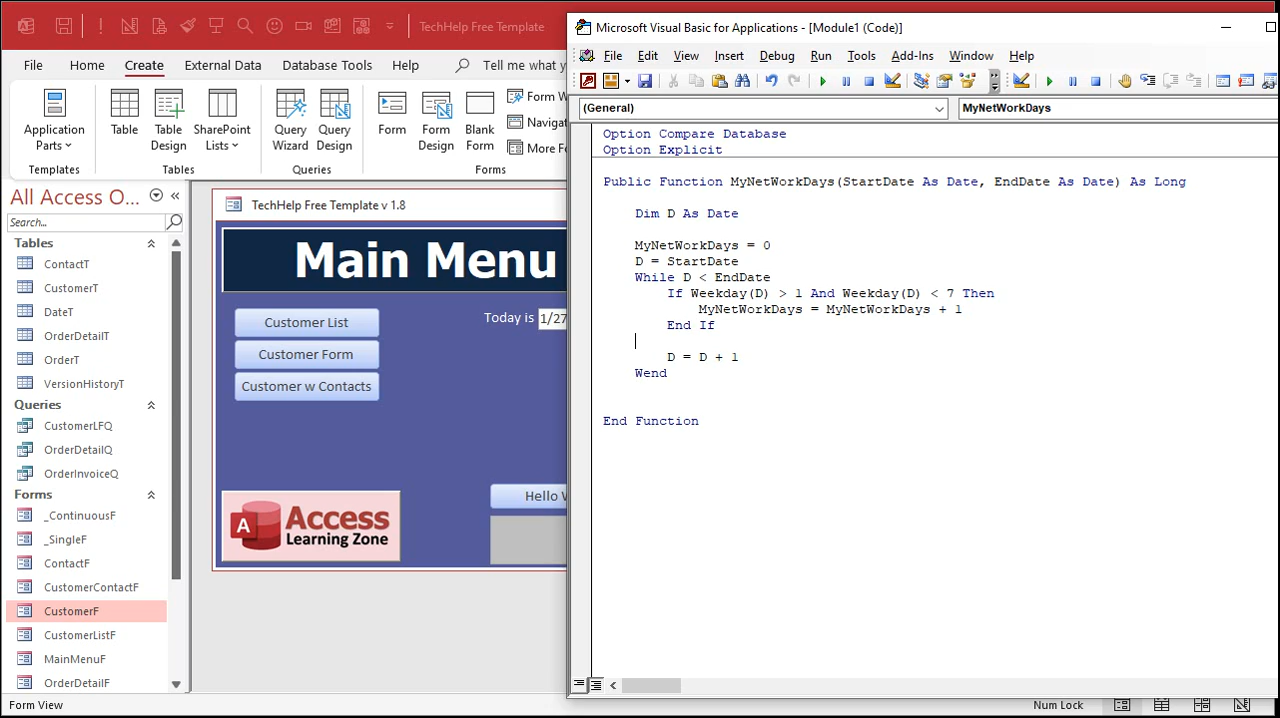 TechHelp Free Template
File Home Create External Data Database Tools Help Tell me what yo
Application Parts
Table
Table Design
SharePoint Lists
Query Wizard
Query Design
Form
Form Design
Blank Form
Form W
Navigat
More Fo
Templates
Tables
Queries
Forms
All Access O...
Search...
Tables
ContactT
CustomerT
DateT
OrderDetailT
OrderT
VersionHistoryT
Queries
CustomerLFQ
OrderDetailQ
OrderInvoiceQ
Forms
_ContinuousF
_SingleF
ContactF
CustomerContactF
CustomerF
CustomerListF
MainMenuF
OrderDetailF
TechHelp Free Template v 1.8
Main Menu
Customer List
Customer Form
Customer w Contacts
Today is 1/27
Hello W
A
Access
Learning Zone
Microsoft Visual Basic for Applications - [Module1 (Code)]
File Edit View Insert Debug Run Tools Add-Ins Window Help
(General) MyNetWorkDays
Option Compare Database
Option Explicit
Public Function MyNetWorkDays(StartDate As Date, EndDate As Date) As Long
Dim D As Date
MyNetWorkDays = 0
D = StartDate
While D < EndDate
If Weekday(D) > 1 And Weekday(D) < 7 Then
MyNetWorkDays = MyNetWorkDays + 1
End If
D = D + 1
Wend
End Function
Form View Num Lock